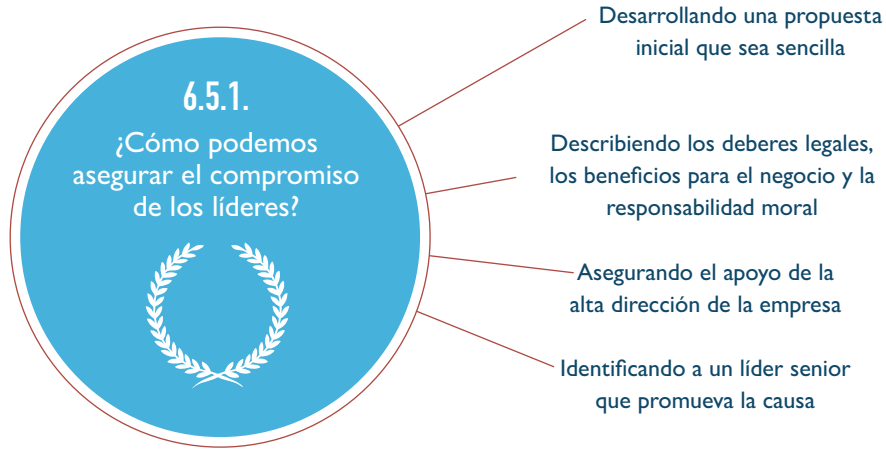 6.5.1.
¿Cómo podemos
asegurar el compromiso
de los líderes?
Desarrollando una propuesta
inicial que sea sencilla
Describiendo los deberes legales,
los beneficios para el negocio y la
responsabilidad moral
Asegurando el apoyo de la
alta dirección de la empresa
Identificando a un líder senior
que promueva la causa